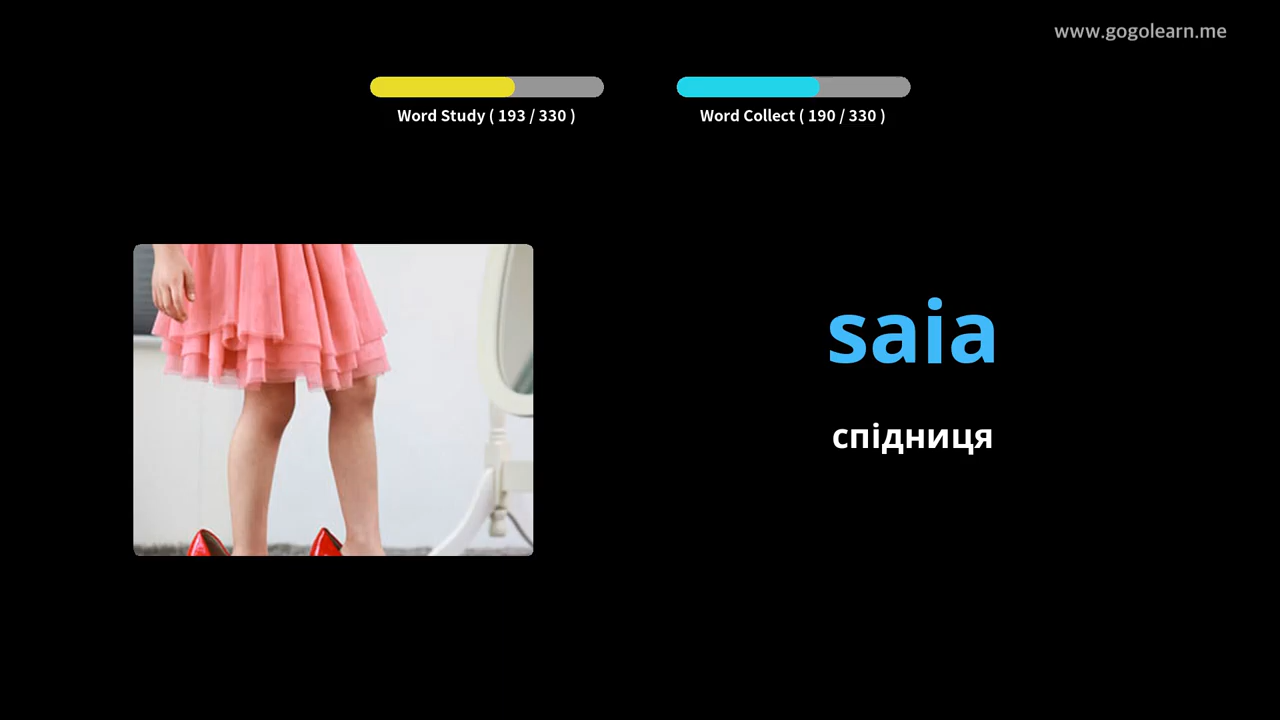 www.gogolearn.me
Word Study ( 193 / 330 )
Word Collect ( 190 / 330 )
saia
спідниця